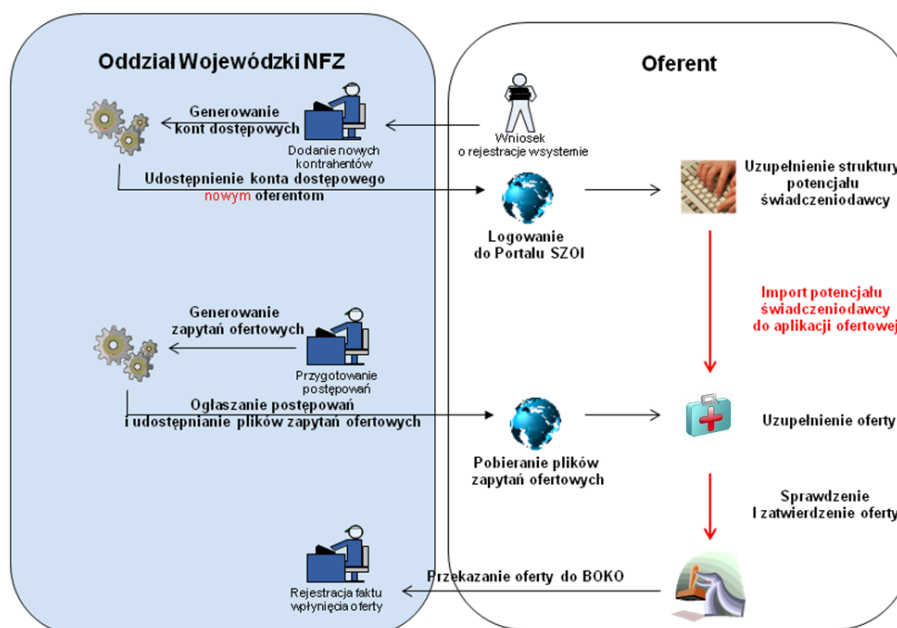 Oddział Wojewódzki NFZ
Oferent
Generowanie
kont dostępowych
Dodanie nowych
kontrahentów
Wniosek
o rejestracje wsystemie
Udostępnienie konta dostępowego
nowym oferentom
Logowanie
do Portalu SZOI
Uzupełnienie struktury
potencjału
świadczeniodawcy
Import potencjału
świadczeniodawcy
do aplikacji ofertowej
Generowanie
zapytań ofertowych
Przygotowanie
postępowań
Ogłaszanie postępowań
i udostępnianie plików zapytań ofertowych
Pobieranie plików
zapytań ofertowych
Uzupełnienie oferty
Sprawdzenie
I zatwierdzenie oferty
Przekazanie oferty do BOKO
Rejestracja faktu
wpłynięcia oferty